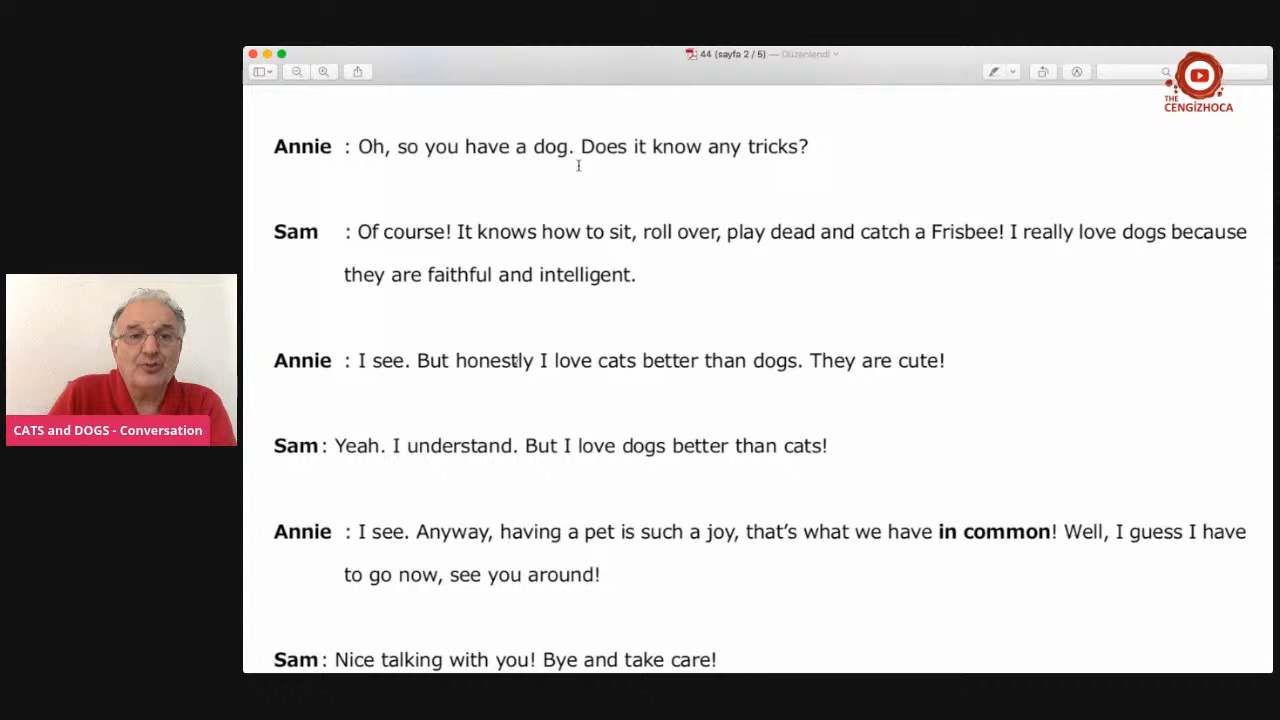 44 (sayfa 2 / 5) — Düzenlendi
THE
CENGİZHOCA
Annie : Oh, so you have a dog. Does it know any tricks?
Sam : Of course! It knows how to sit, roll over, play dead and catch a Frisbee! I really love dogs because
they are faithful and intelligent.
Annie : I see. But honestly I love cats better than dogs. They are cute!
Sam : Yeah. I understand. But I love dogs better than cats!
Annie : I see. Anyway, having a pet is such a joy, that’s what we have in common! Well, I guess I have
to go now, see you around!
Sam : Nice talking with you! Bye and take care!
CATS and DOGS - Conversation